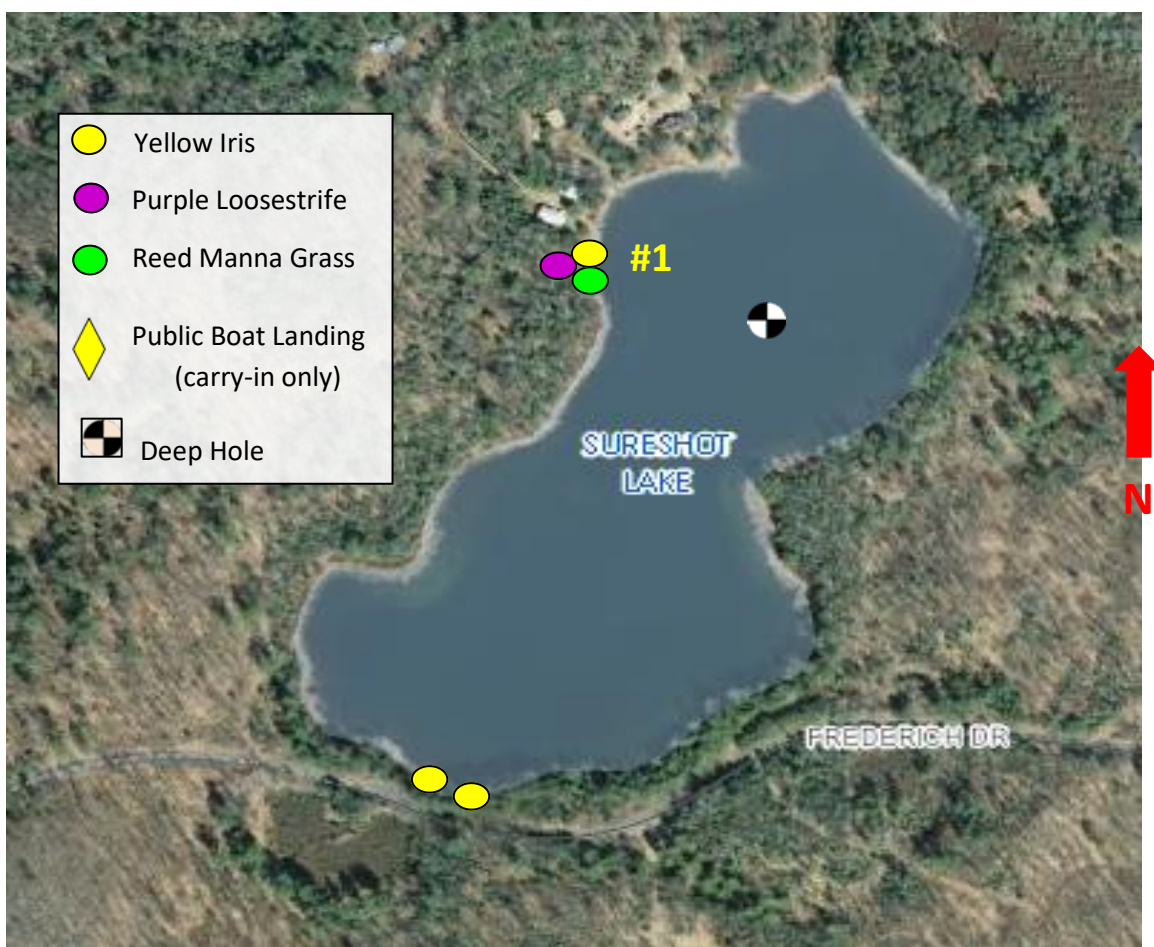 Yellow Iris
Purple Loosestrife
Reed Manna Grass
Public Boat Landing
(carry-in only)
Deep Hole
#1
SURESHOT
LAKE
N
FREDERICH DR